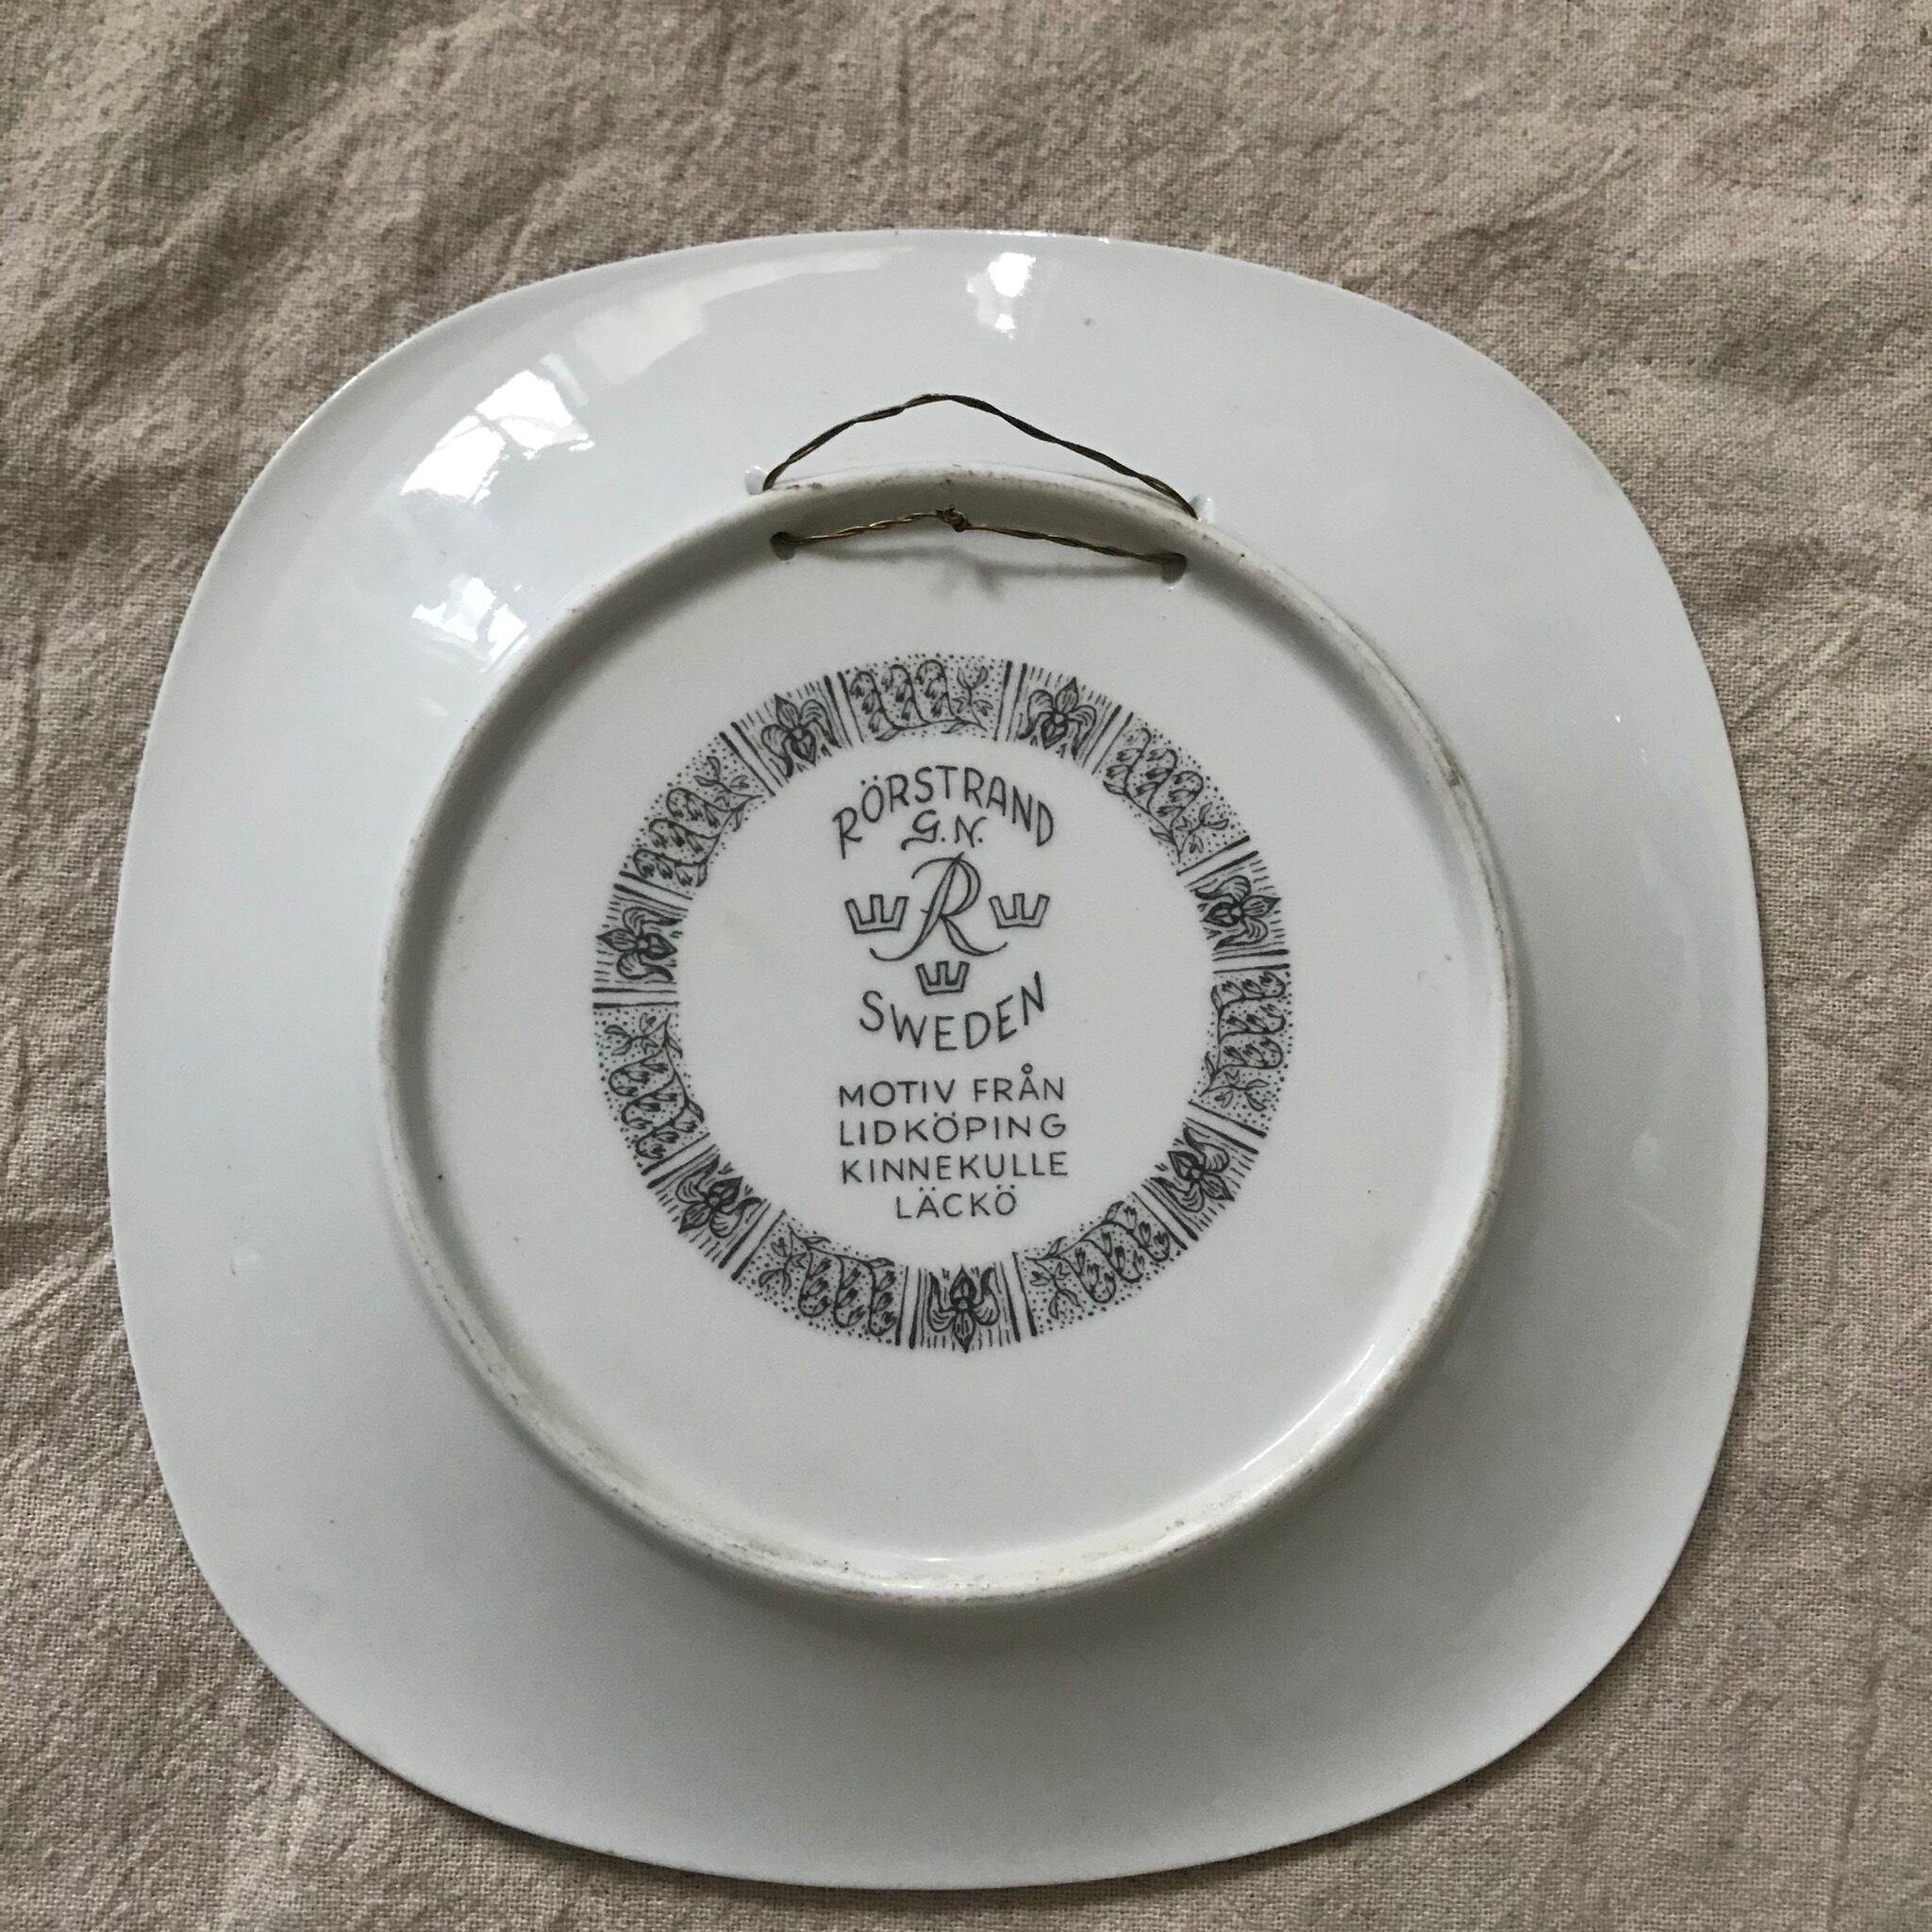 RÖRSTRAND
G.N.
R
SWEDEN
MOTIV FRÅN
LIDKÖPING
KINNEKULLE
LÄCKÖ